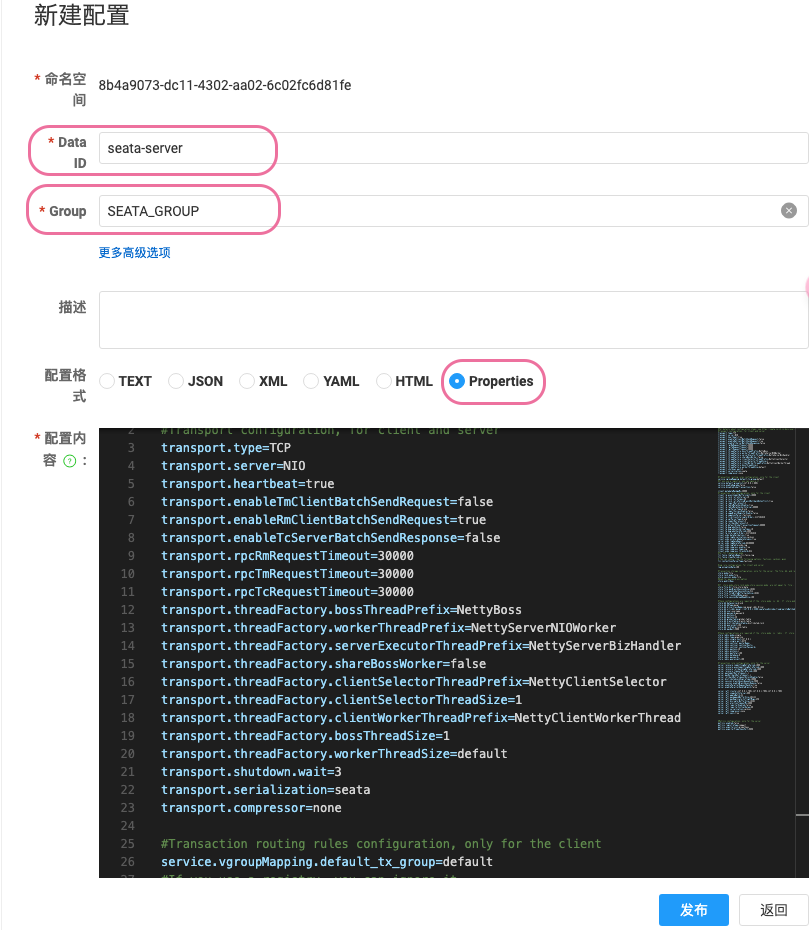 新建配置
* 命名空间 8b4a9073-dc11-4302-aa02-6c02fc6d81fe
* Data ID seata-server
* Group SEATA_GROUP
更多高级选项
描述
配置格式 TEXT JSON XML YAML HTML Properties
* 配置内容 ? :
2 #Transport configuration, for client and server
3 transport.type=TCP
4 transport.server=NIO
5 transport.heartbeat=true
6 transport.enableTmClientBatchSendRequest=false
7 transport.enableRmClientBatchSendRequest=true
8 transport.enableTcServerBatchSendResponse=false
9 transport.rpcRmRequestTimeout=30000
10 transport.rpcTmRequestTimeout=30000
11 transport.rpcTcRequestTimeout=30000
12 transport.threadFactory.bossThreadPrefix=NettyBoss
13 transport.threadFactory.workerThreadPrefix=NettyServerNIOWorker
14 transport.threadFactory.serverExecutorThreadPrefix=NettyServerBizHandler
15 transport.threadFactory.shareBossWorker=false
16 transport.threadFactory.clientSelectorThreadPrefix=NettyClientSelector
17 transport.threadFactory.clientSelectorThreadSize=1
18 transport.threadFactory.clientWorkerThreadPrefix=NettyClientWorkerThread
19 transport.threadFactory.bossThreadSize=1
20 transport.threadFactory.workerThreadSize=default
21 transport.shutdown.wait=3
22 transport.serialization=seata
23 transport.compressor=none
24
25 #Transaction routing rules configuration, only for the client
26 service.vgroupMapping.default_tx_group=default
27 #If you use a registry, you can ignore it
发布 返回